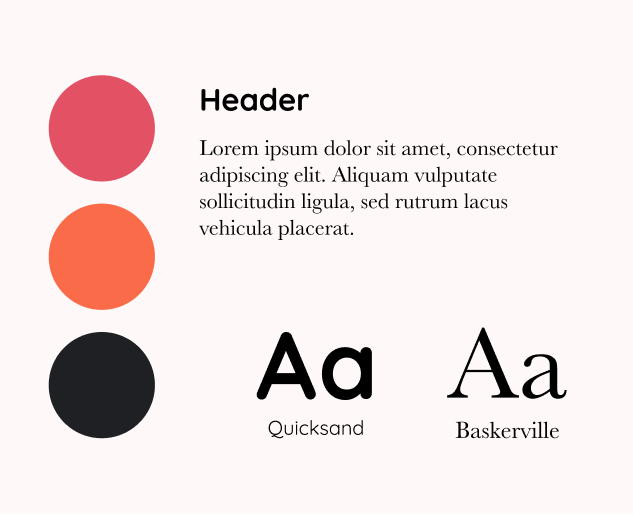 Header
Lorem ipsum dolor sit amet, consectetur
adipiscing elit. Aliquam vulputate
sollicitudin ligula, sed rutrum lacus
vehicula placerat.
Aa
Quicksand
Aa
Baskerville